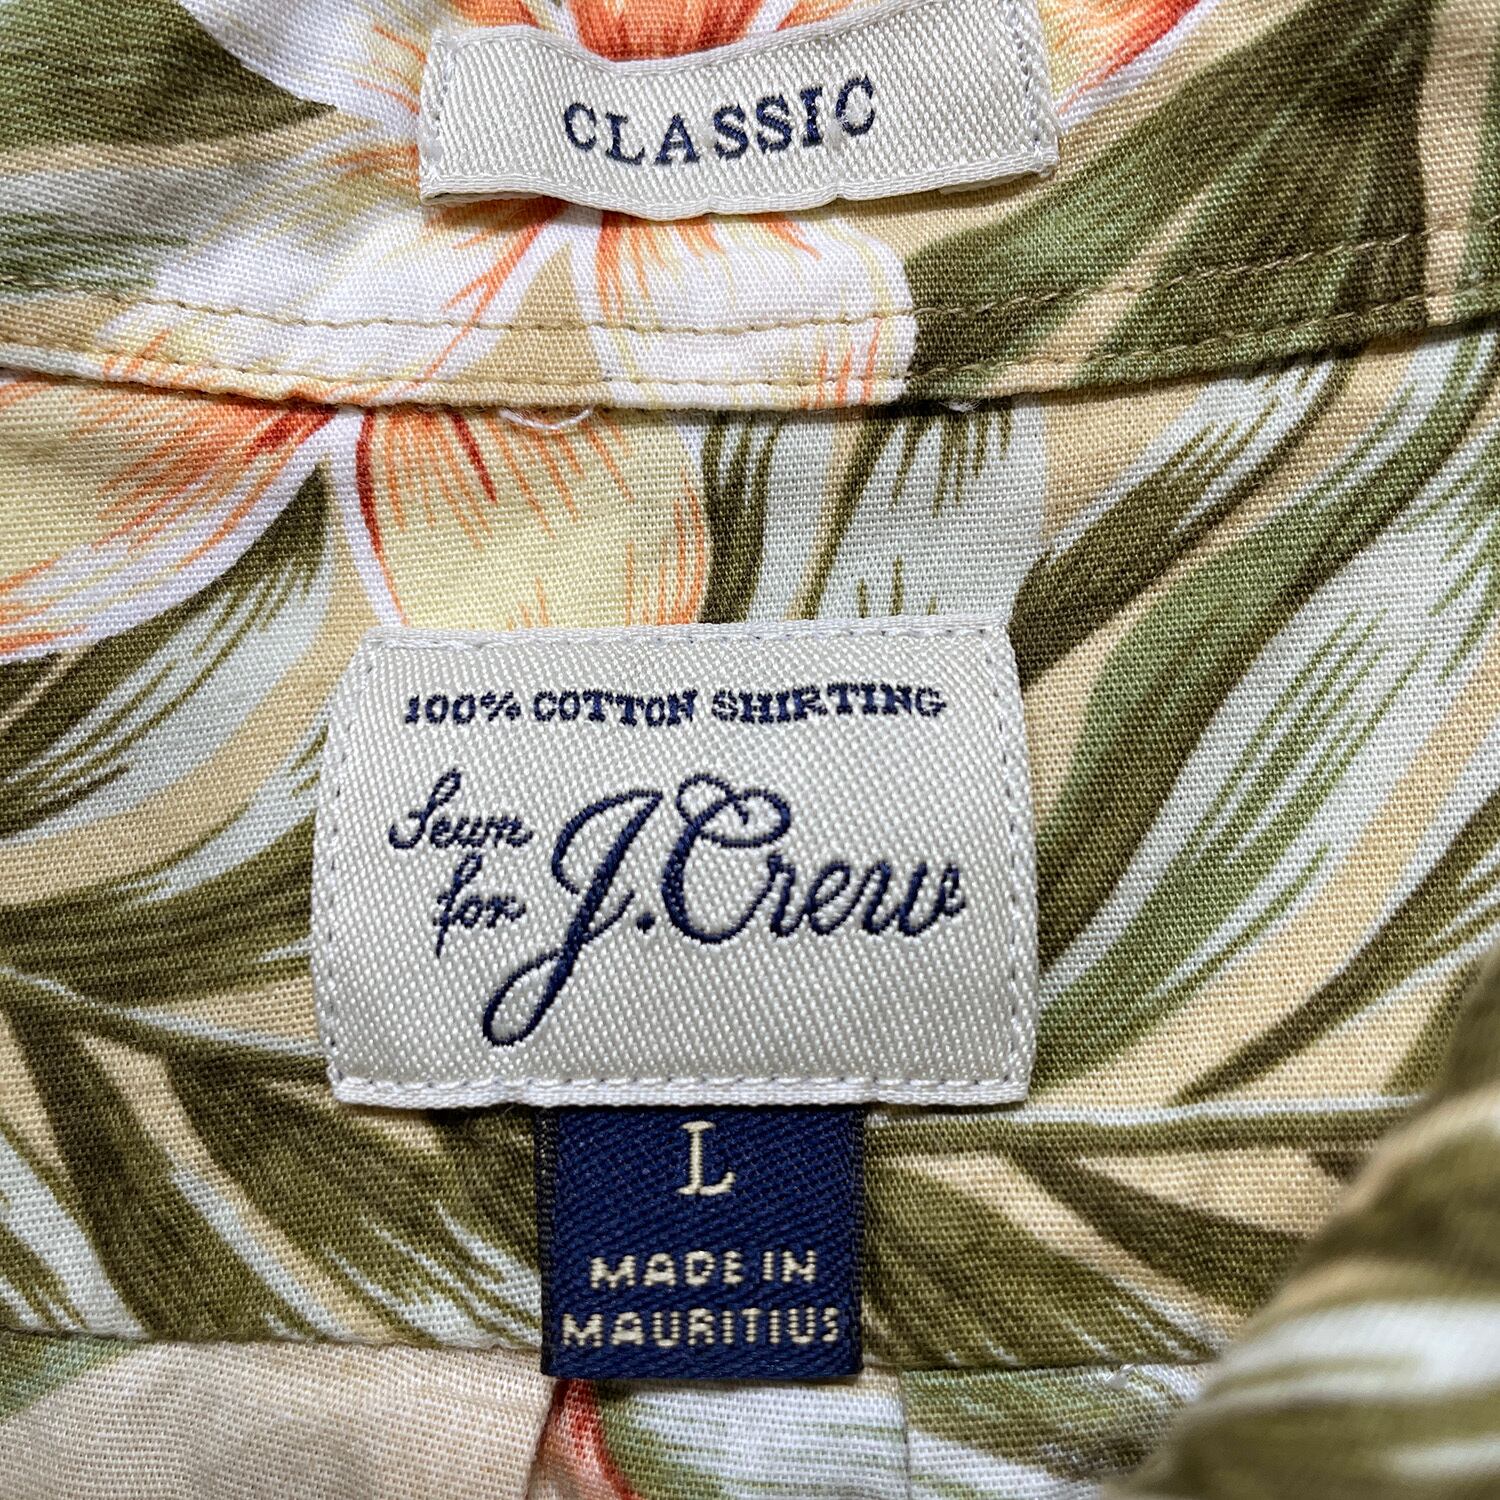 CLASSIC
100% COTTON SHIRTING
Sewn
for J.Crew
L
MADE IN
MAURITIUS